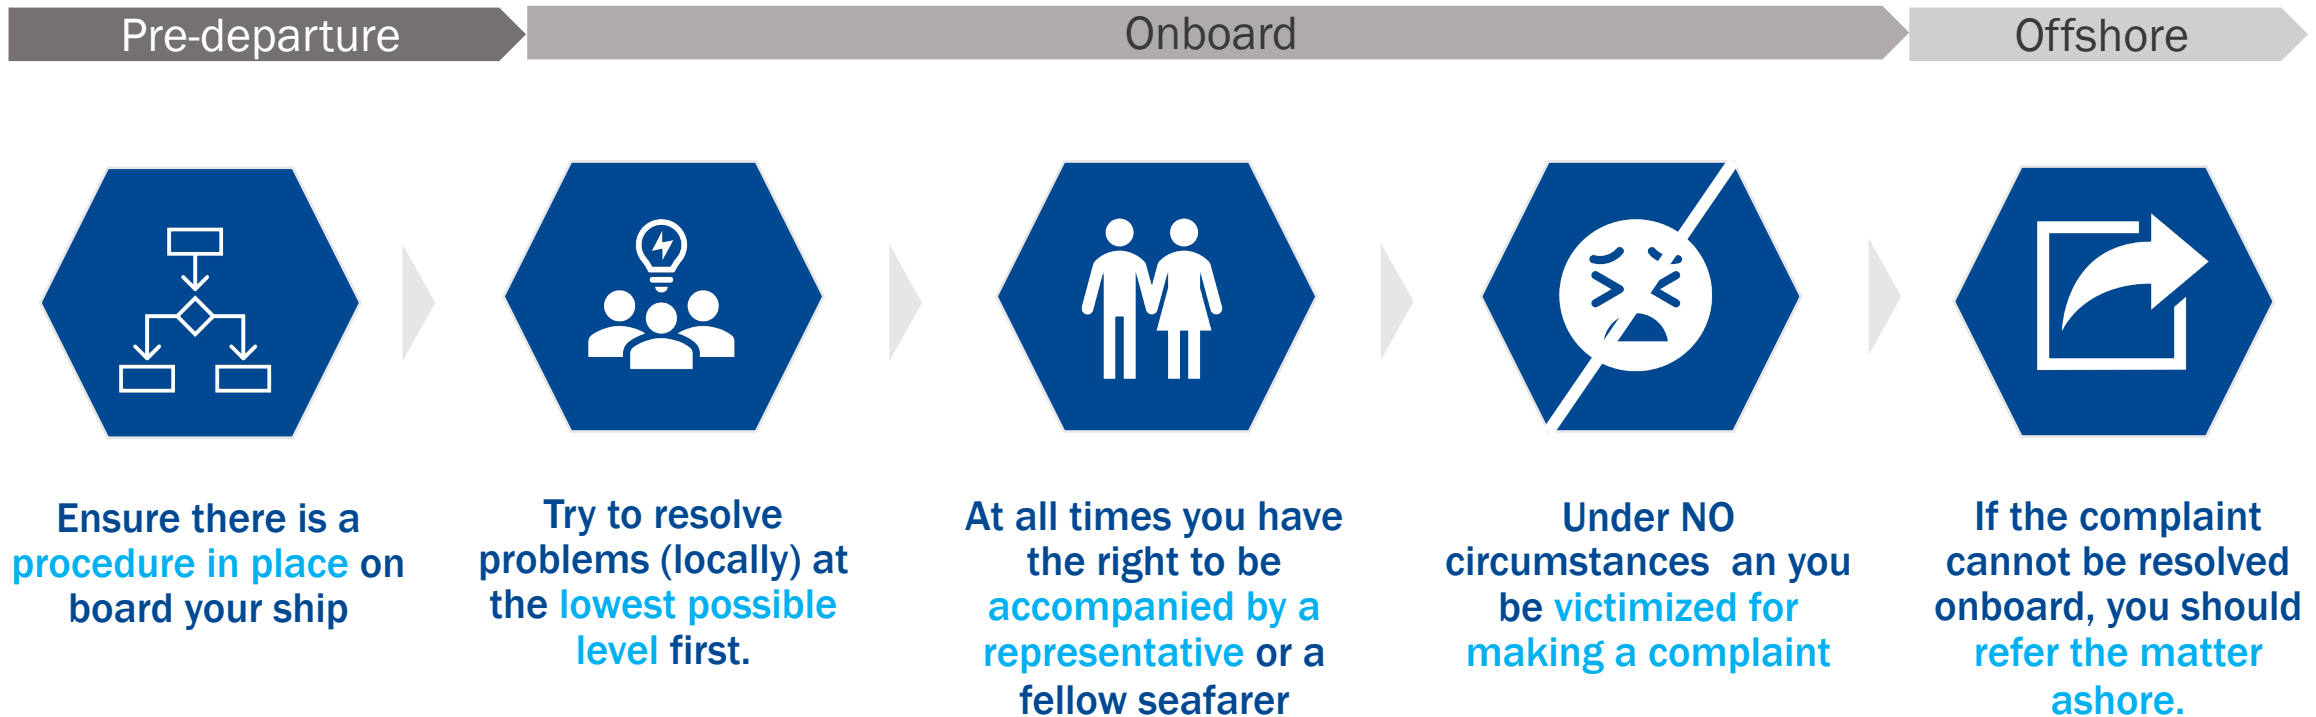 Pre-departure
Onboard
Offshore
Ensure there is a
procedure in place on
board your ship
Try to resolve
problems (locally) at
the lowest possible
level first.
At all times you have
the right to be
accompanied by a
representative or a
fellow seafarer
Under NO
circumstances  an you
be victimized for
making a complaint
If the complaint
cannot be resolved
onboard, you should
refer the matter
ashore.